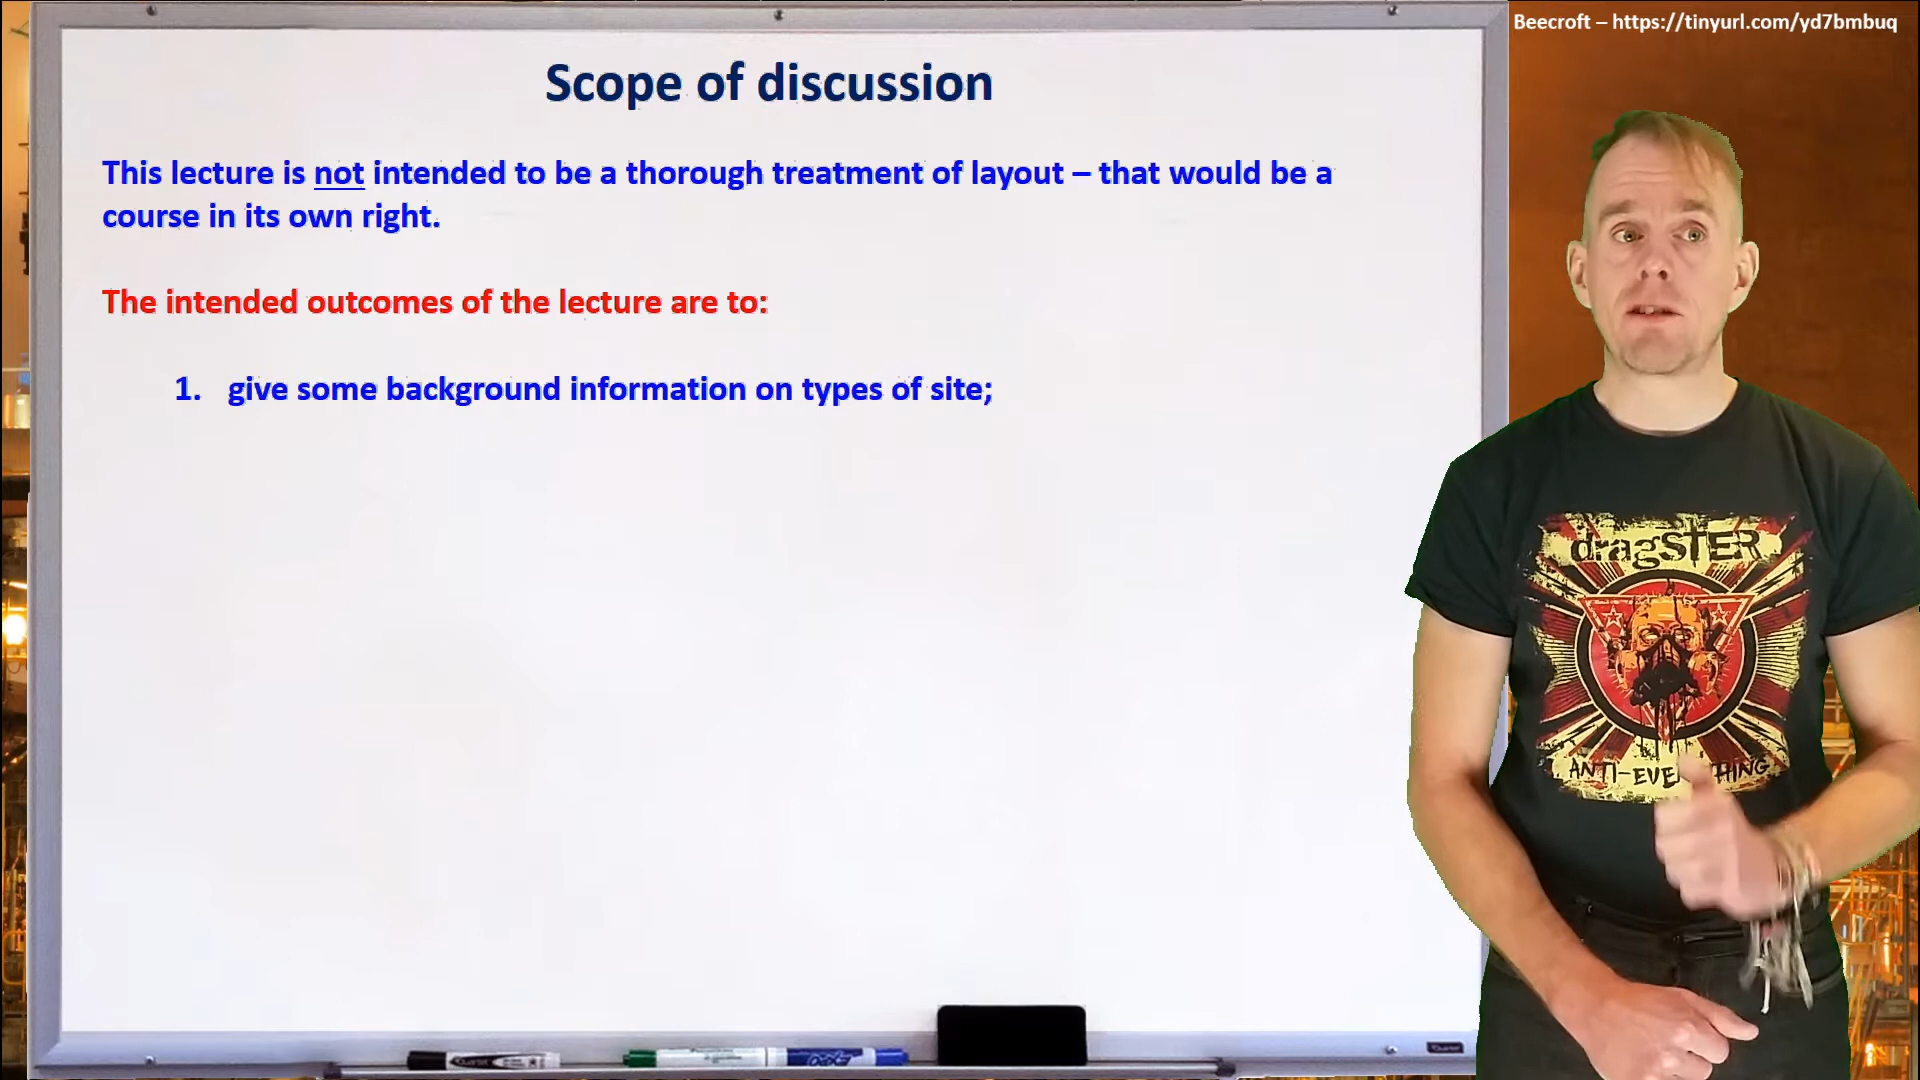 Beecroft – https://tinyurl.com/yd7bmbuq
Scope of discussion
This lecture is not intended to be a thorough treatment of layout – that would be a
course in its own right.
The intended outcomes of the lecture are to:
1. give some background information on types of site;
dragSTER
ANTI-EVE THING